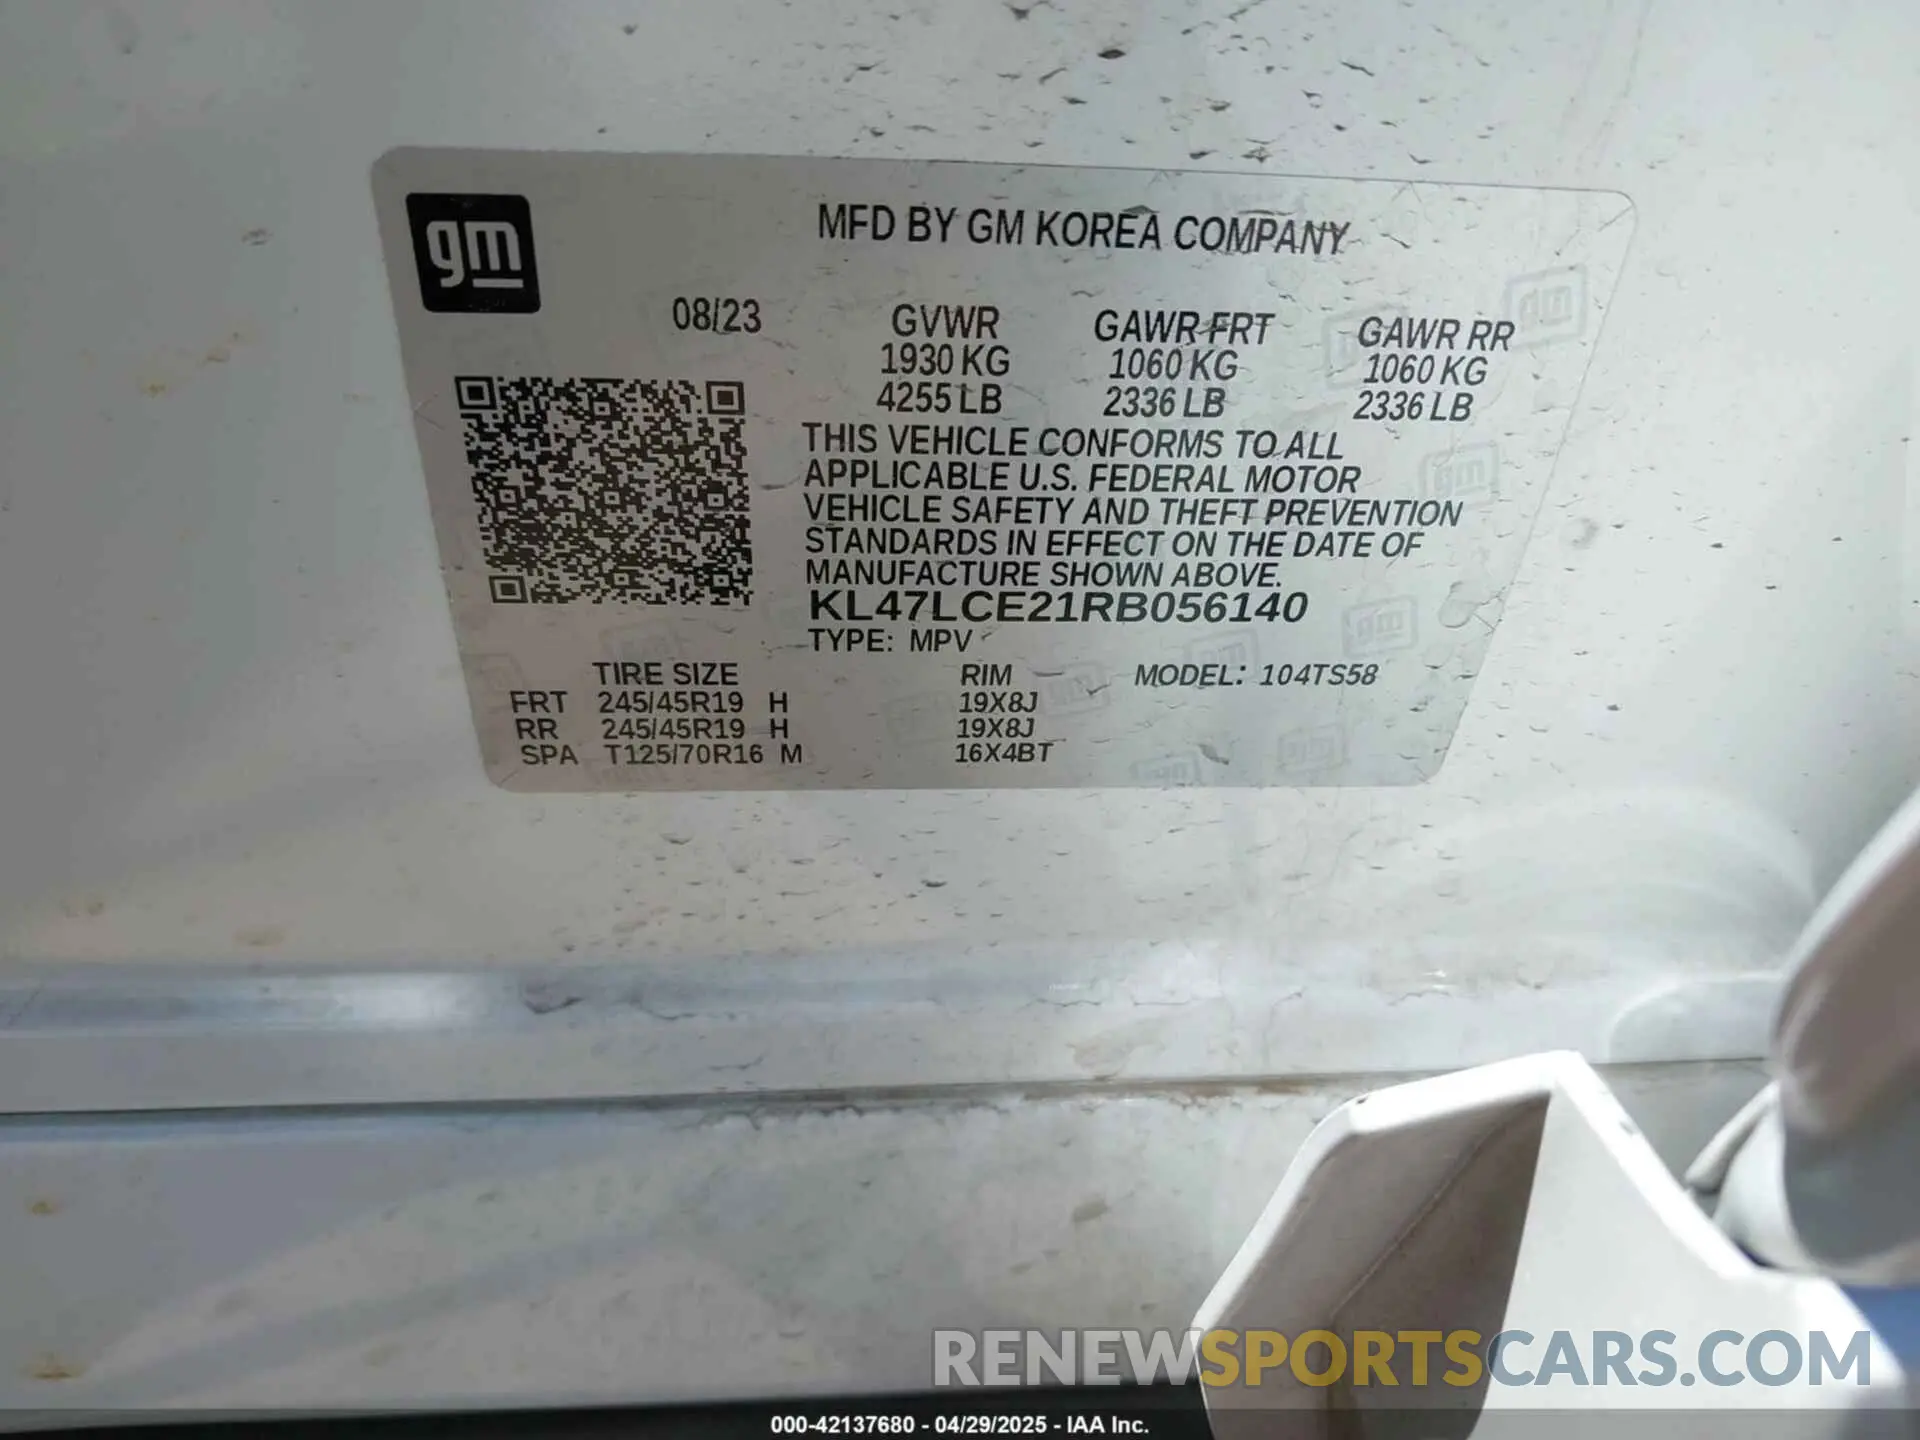 gm
MFD BY GM KOREA COMPANY
08/23 GVWR GAWR FRT GAWR RR
1930 KG 1060 KG 1060 KG
4255 LB 2336 LB 2336 LB
THIS VEHICLE CONFORMS TO ALL
APPLICABLE U.S. FEDERAL MOTOR
VEHICLE SAFETY AND THEFT PREVENTION
STANDARDS IN EFFECT ON THE DATE OF
MANUFACTURE SHOWN ABOVE.
KL47LCE21RB056140
TYPE: MPV
TIRE SIZE RIM MODEL: 104TS58
FRT 245/45R19 H 19X8J
RR 245/45R19 H 19X8J
SPA T125/70R16 M 16X4BT
RENEWSPORTSCARS.COM
000-42137680 - 04/29/2025 - IAA Inc.